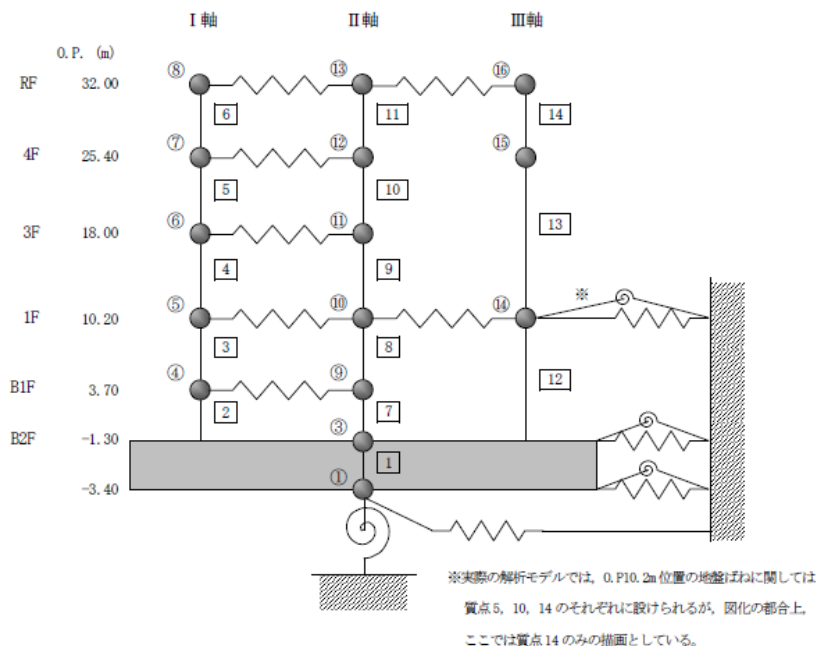 Ⅰ軸 Ⅱ軸 Ⅲ軸
O.P. (m)
RF 32.00 ⑧ ⑬ ⑯
6 11 14
4F 25.40 ⑦ ⑫ ⑮
5 10 13
3F 18.00 ⑥ ⑪
4 9
※
1F 10.20 ⑤ ⑩ ⑭
3 8 12
B1F 3.70 ④ ⑨
2 7
B2F -1.30 ③
1
-3.40 ①
※実際の解析モデルでは，O.P10.2m位置の地盤ばねに関しては
質点5，10，14のそれぞれに設けられるが，図化の都合上，
ここでは質点14のみの描画としている。